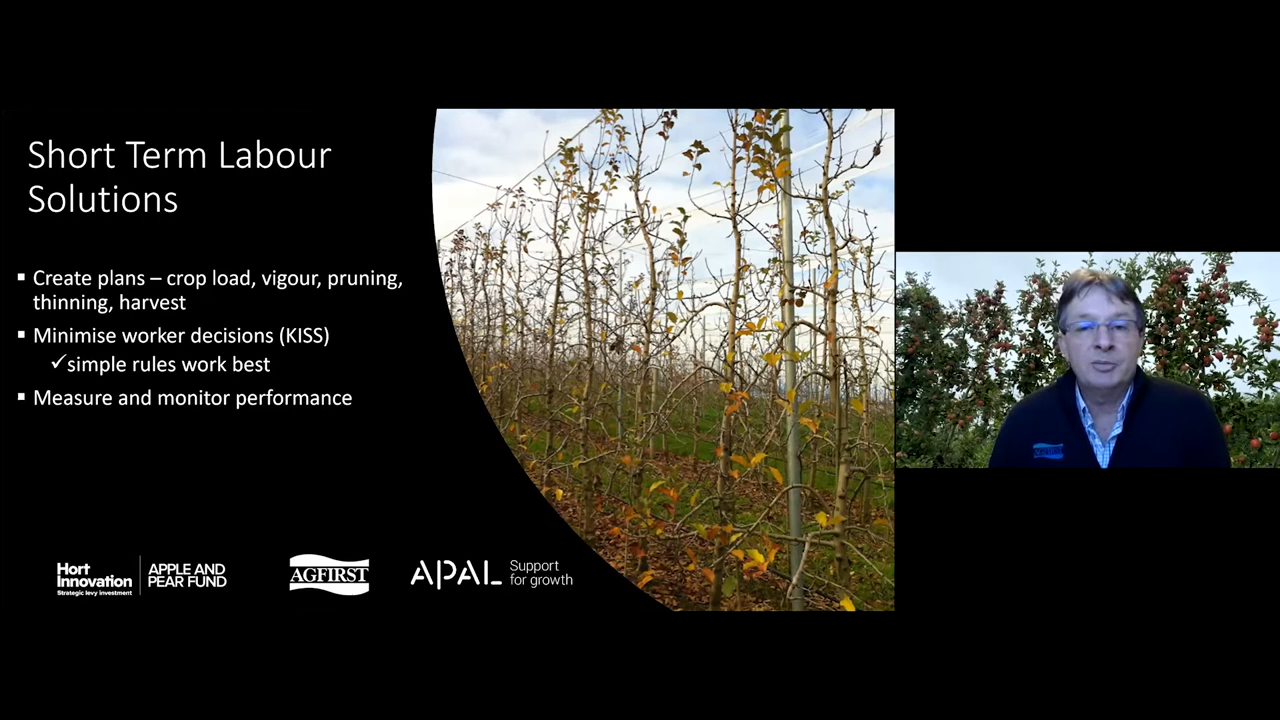 Short Term Labour
Solutions
▪ Create plans – crop load, vigour, pruning,
thinning, harvest
▪ Minimise worker decisions (KISS)
✓simple rules work best
▪ Measure and monitor performance
Hort
Innovation
Strategic levy investment
APPLE AND
PEAR FUND
AGFIRST
APAL
Support
for growth
AGFIRST